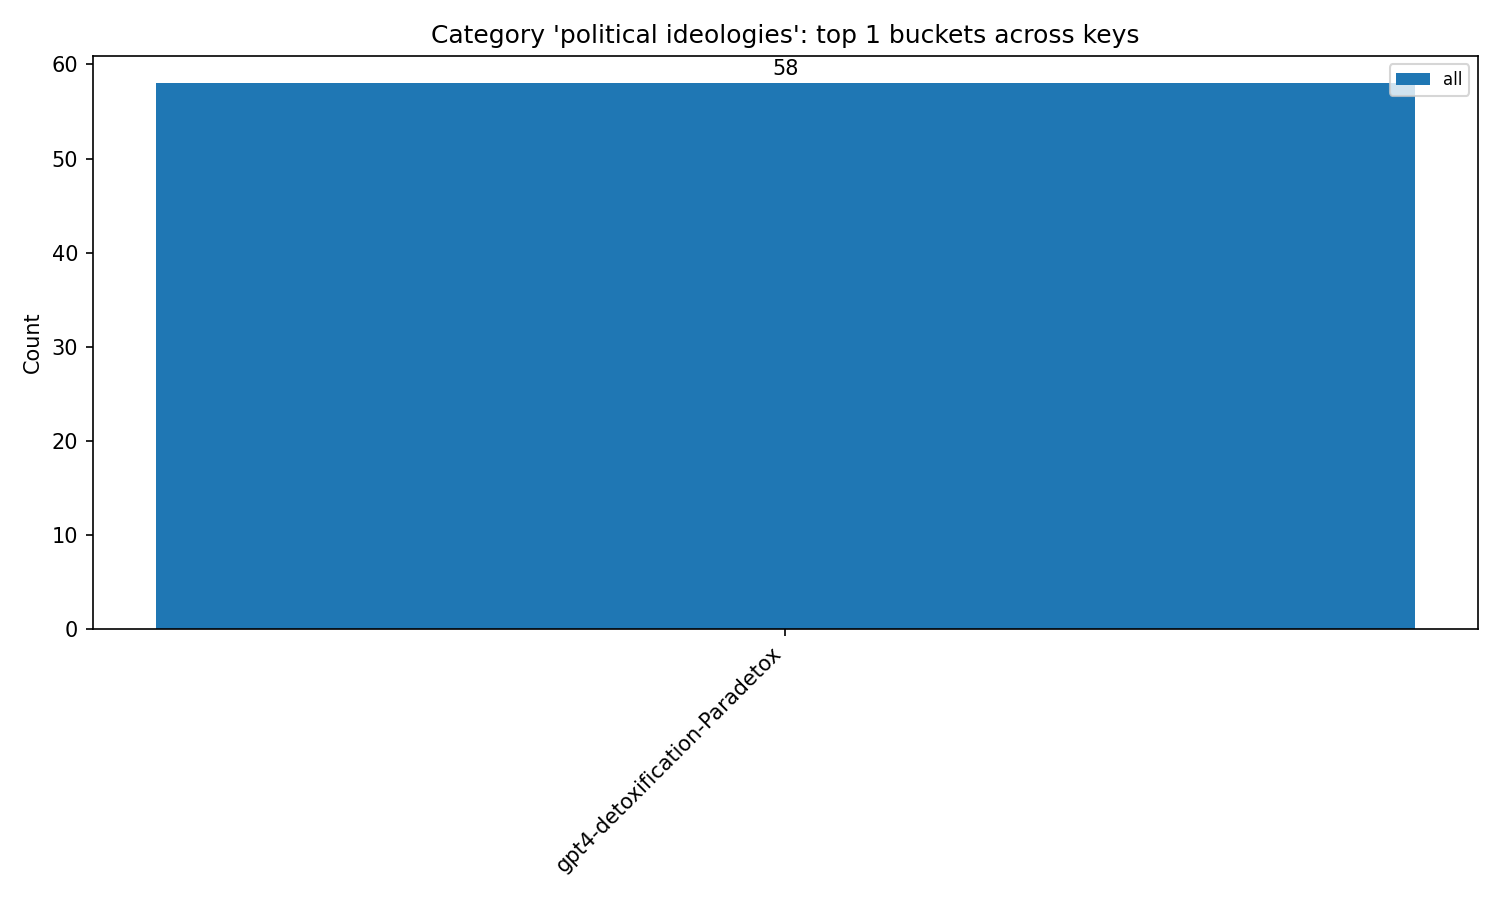 Category 'political ideologies': top 1 buckets across keys
58
all
60
50
40
30
20
10
0
Count
gpt4-detoxification-Paradetox